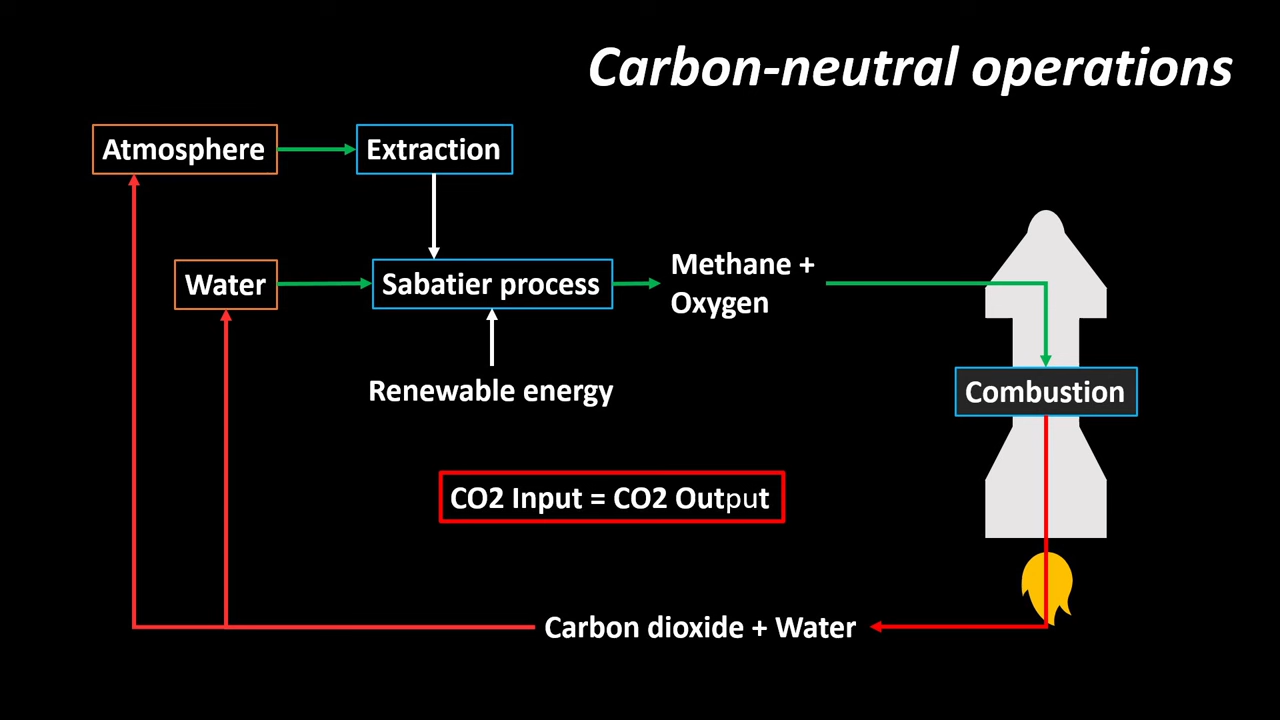 Carbon-neutral operations
Atmosphere
Extraction
Water
Sabatier process
Methane +
Oxygen
Renewable energy
Combustion
CO2 Input = CO2 Output
Carbon dioxide + Water